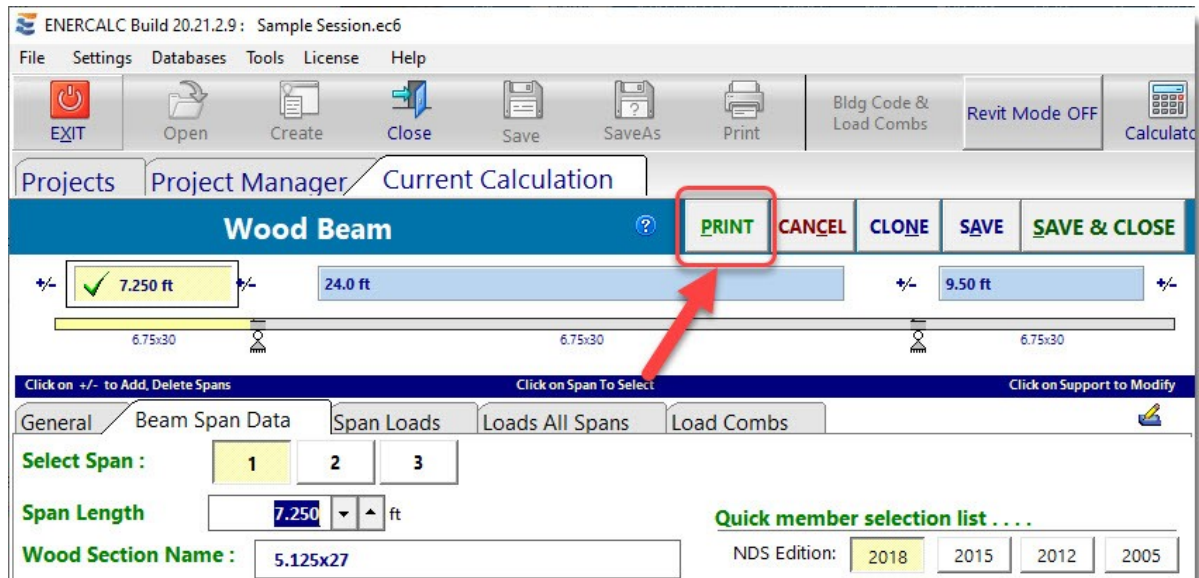 ENERCALC Build 20.21.2.9 : Sample Session.ec6
File Settings Databases Tools License Help
EXIT Open Create Close Save SaveAs Print Bldg Code & Load Combs Revit Mode OFF Calculato
Projects Project Manager Current Calculation
Wood Beam ? PRINT CANCEL CLONE SAVE SAVE & CLOSE
+/- 7.250 ft +/- 24.0 ft +/- 9.50 ft +/-
6.75x30 6.75x30 6.75x30
Click on +/- to Add, Delete Spans Click on Span To Select Click on Support to Modify
General Beam Span Data Span Loads Loads All Spans Load Combs
Select Span : 1 2 3
Span Length 7.250 ft
Quick member selection list . . . .
Wood Section Name : 5.125x27 NDS Edition: 2018 2015 2012 2005